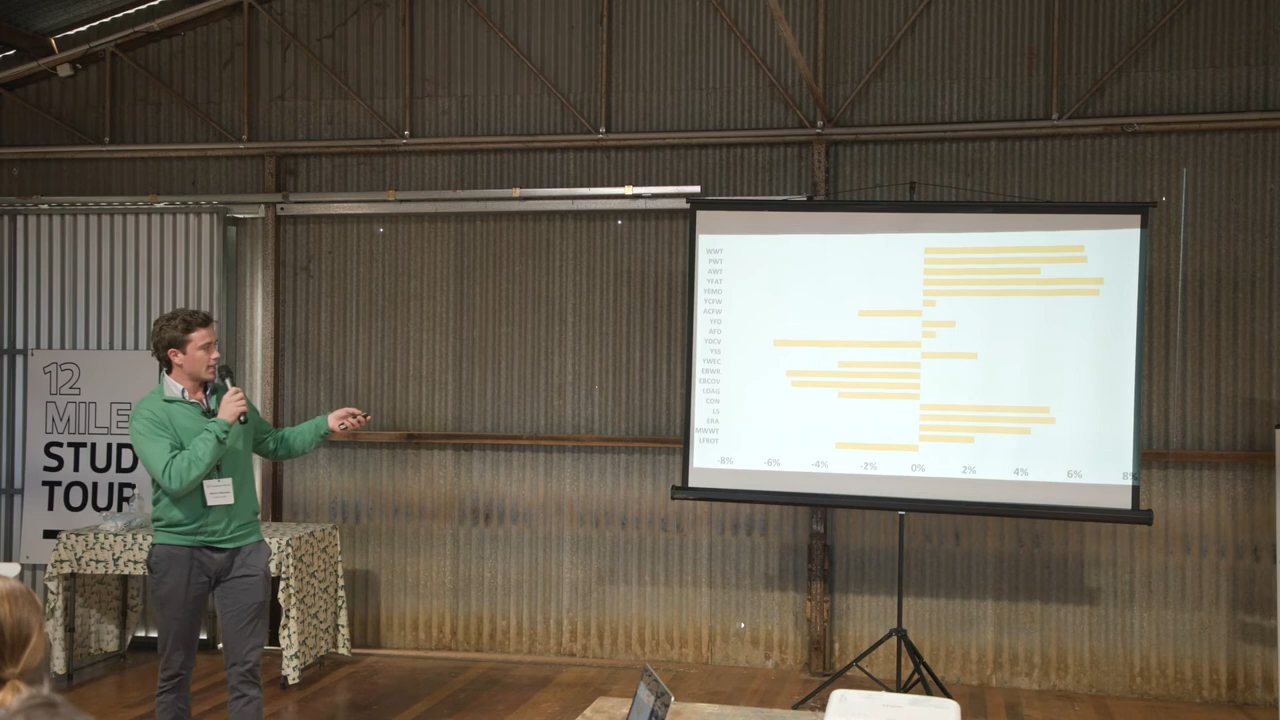 12
MILE
STUD
TOUR
WWT
PWT
AWT
YFAT
YEMD
YCFW
ACFW
YFD
AFD
YDCV
YSS
YWEC
EBWR
EBCOV
LDAG
CON
LS
ERA
MWWT
LFROT
-8%
-6%
-4%
-2%
0%
2%
4%
6%
8%